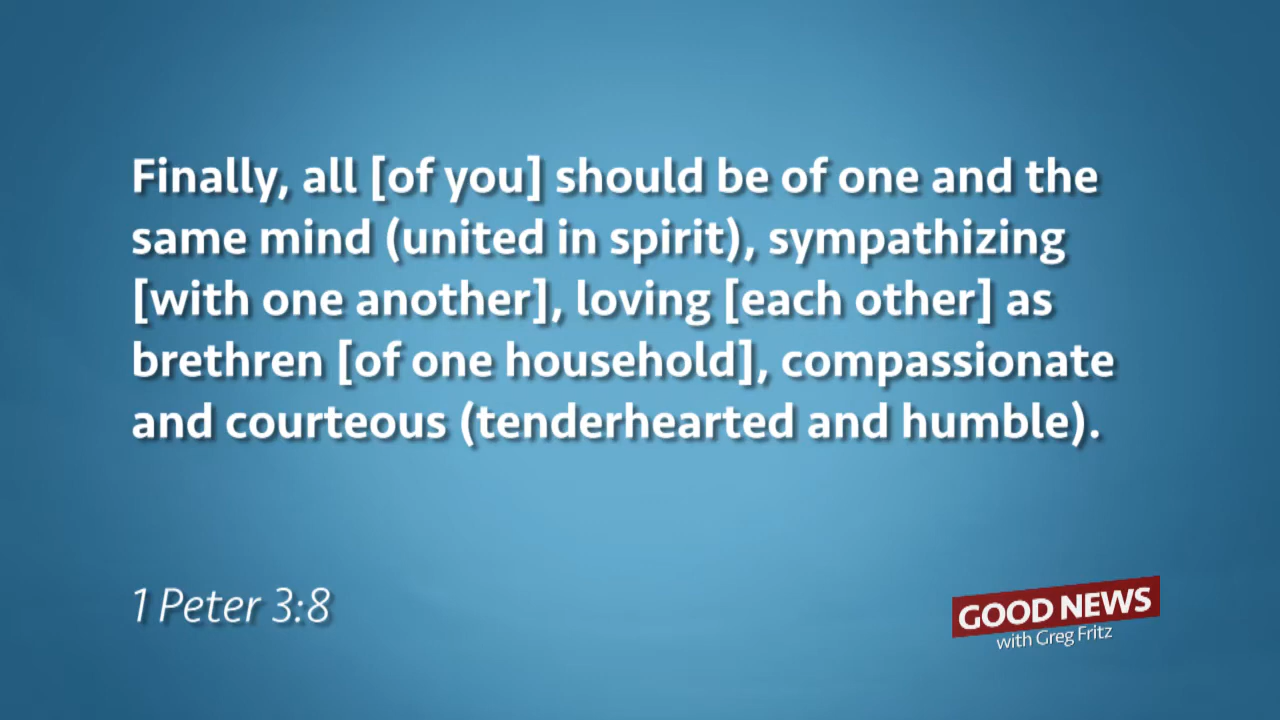 Finally, all [of you] should be of one and the
same mind (united in spirit), sympathizing
[with one another], loving [each other] as
brethren [of one household], compassionate
and courteous (tenderhearted and humble).
1 Peter 3:8
GOOD NEWS
with Greg Fritz